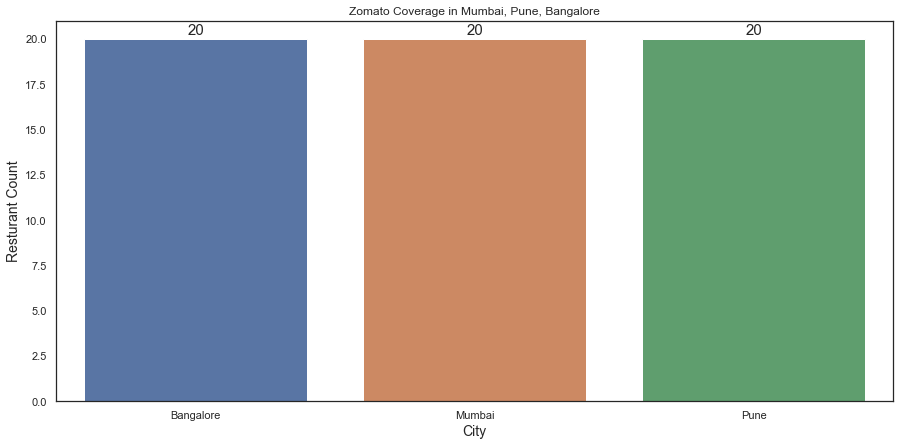 Zomato Coverage in Mumbai, Pune, Bangalore
20 20 20
20.0
17.5
15.0
12.5
10.0
7.5
5.0
2.5
0.0
Resturant Count
Bangalore Mumbai Pune
City